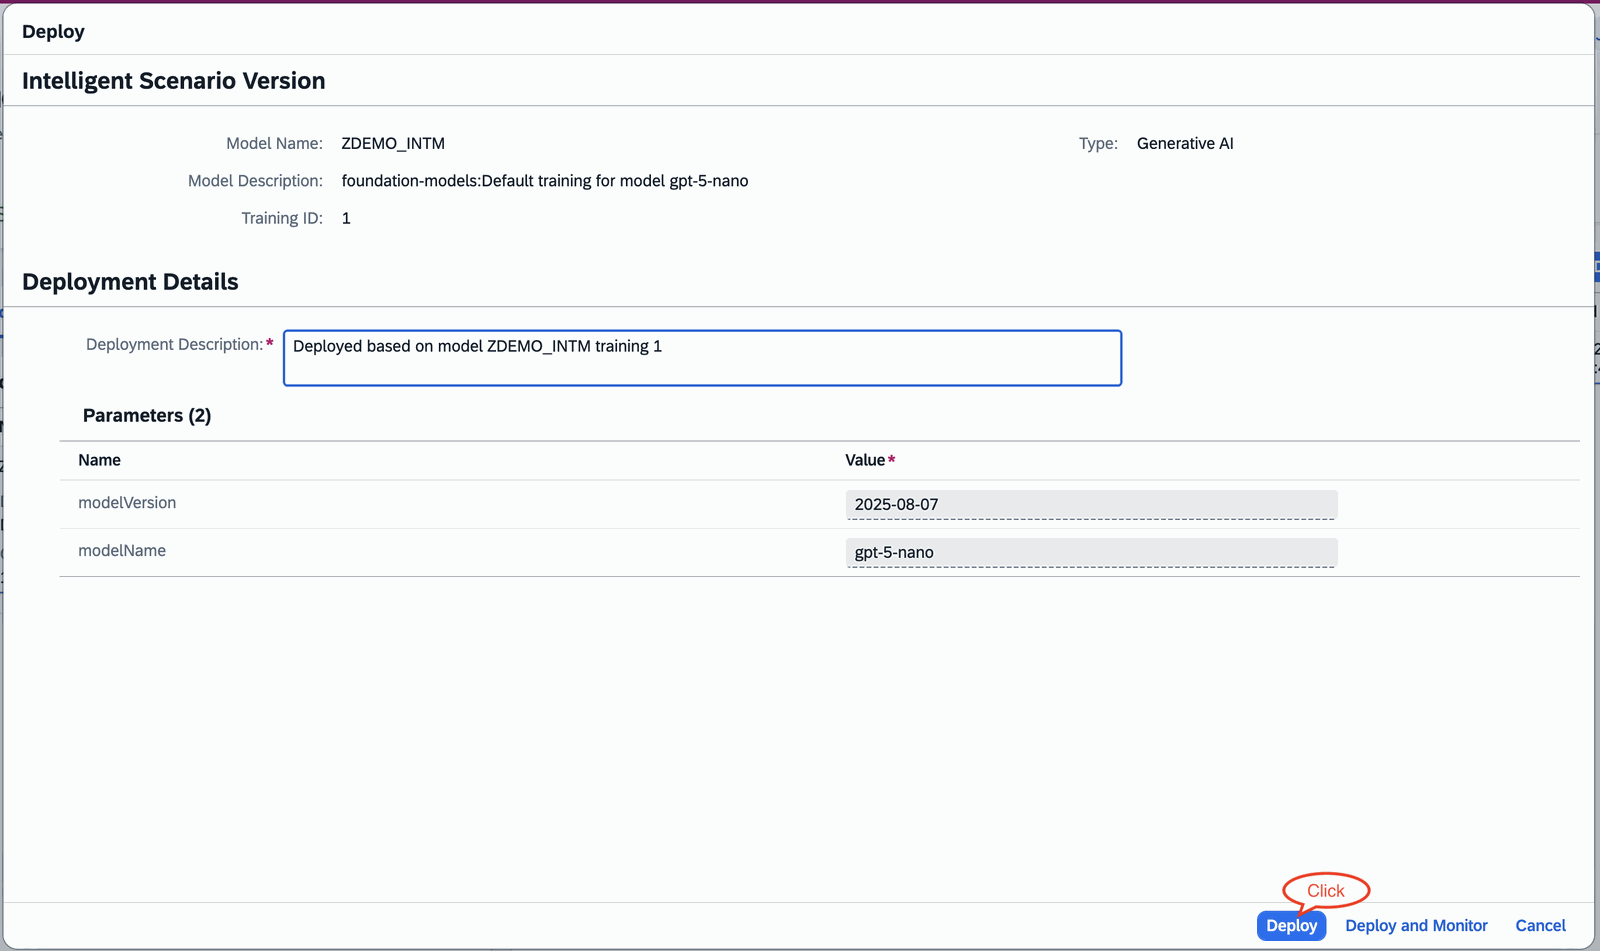 Deploy
Intelligent Scenario Version
Model Name: ZDEMO_INTM
Type: Generative AI
Model Description: foundation-models:Default training for model gpt-5-nano
Training ID: 1
Deployment Details
Deployment Description:* Deployed based on model ZDEMO_INTM training 1
Parameters (2)
Name Value*
modelVersion 2025-08-07
modelName gpt-5-nano
Click
Deploy Deploy and Monitor Cancel